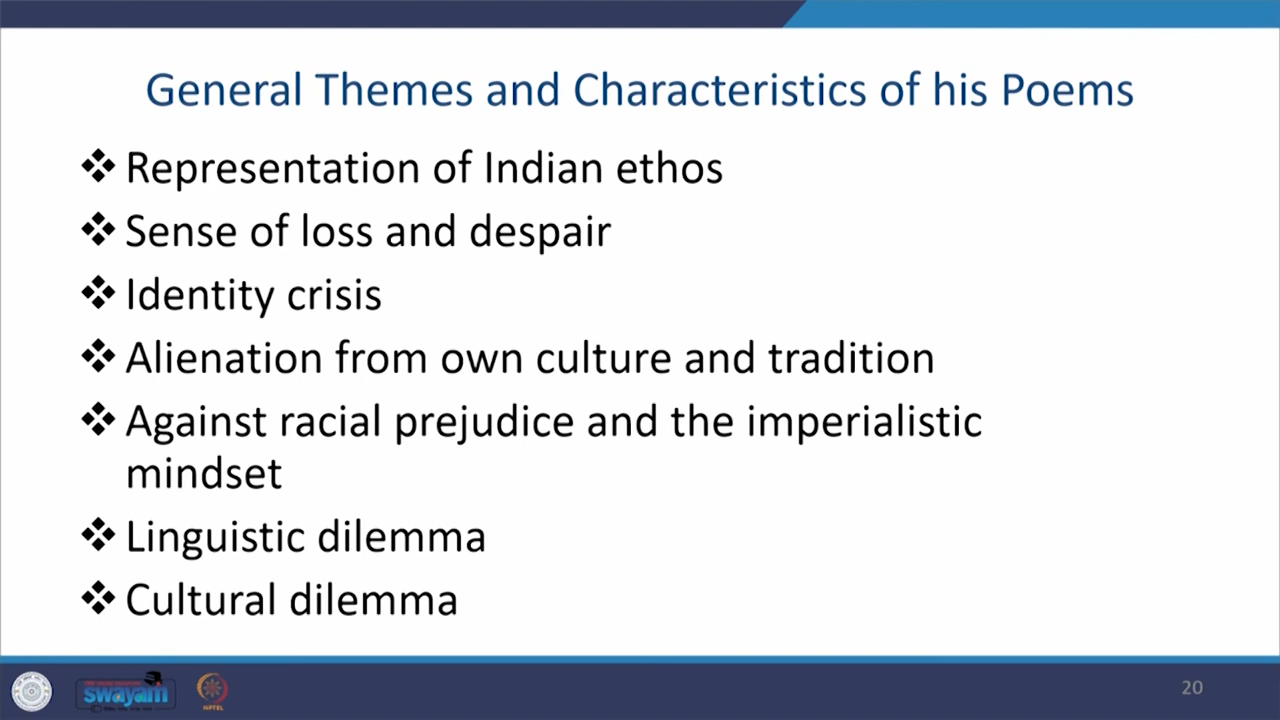 General Themes and Characteristics of his Poems
❖ Representation of Indian ethos
❖ Sense of loss and despair
❖ Identity crisis
❖ Alienation from own culture and tradition
❖ Against racial prejudice and the imperialistic
mindset
❖ Linguistic dilemma
❖ Cultural dilemma
swayam
NPTEL
20